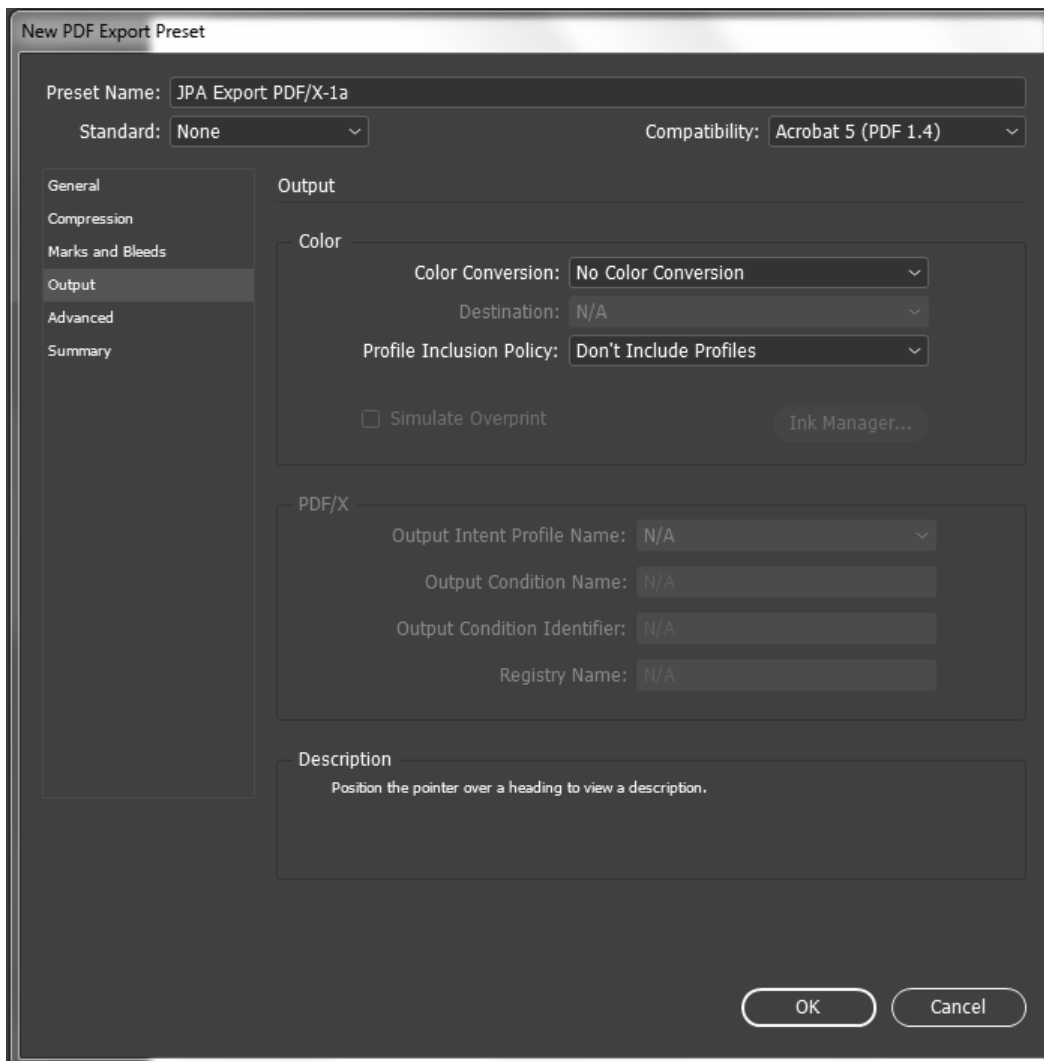 New PDF Export Preset
Preset Name: JPA Export PDF/X-1a
Standard: None Compatibility: Acrobat 5 (PDF 1.4)
General
Compression
Marks and Bleeds
Output
Advanced
Summary
Output
Color
Color Conversion: No Color Conversion
Destination: N/A
Profile Inclusion Policy: Don't Include Profiles
Simulate Overprint Ink Manager...
PDF/X
Output Intent Profile Name: N/A
Output Condition Name: N/A
Output Condition Identifier: N/A
Registry Name: N/A
Description
Position the pointer over a heading to view a description.
OK Cancel